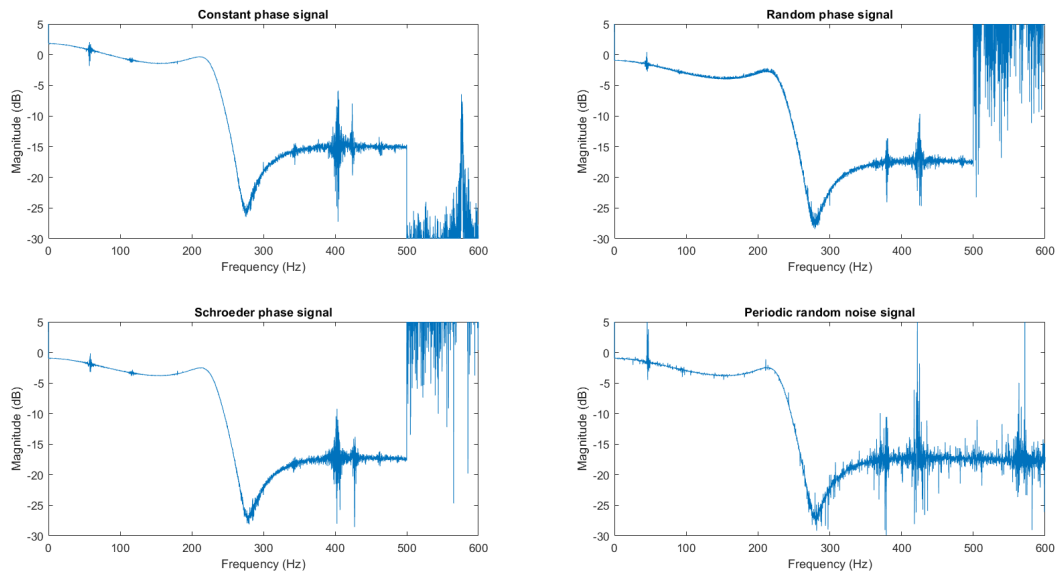 Constant phase signal
5
0
-5
-10
-15
-20
-25
-30
Magnitude (dB)
0 100 200 300 400 500 600
Frequency (Hz)
Random phase signal
5
0
-5
-10
-15
-20
-25
-30
Magnitude (dB)
0 100 200 300 400 500 600
Frequency (Hz)
Schroeder phase signal
5
0
-5
-10
-15
-20
-25
-30
Magnitude (dB)
0 100 200 300 400 500 600
Frequency (Hz)
Periodic random noise signal
5
0
-5
-10
-15
-20
-25
-30
Magnitude (dB)
0 100 200 300 400 500 600
Frequency (Hz)